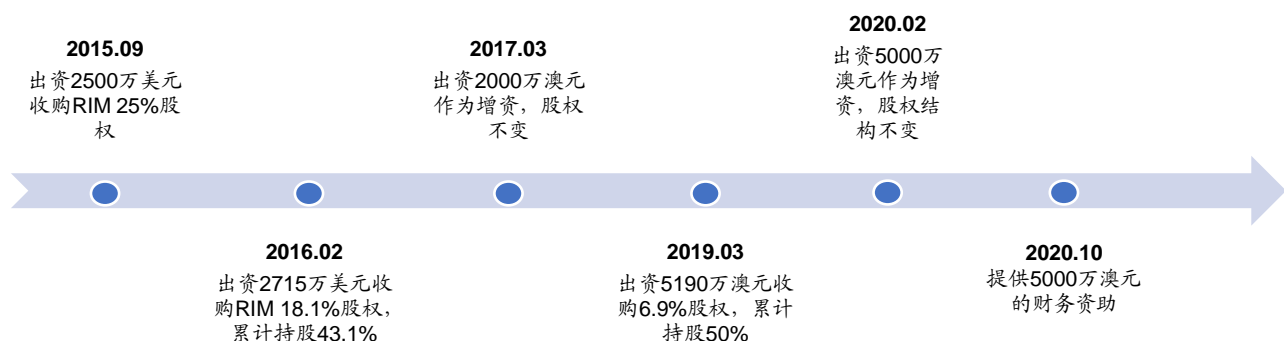 2015.09
出资2500万美元
收购RIM 25%股
权
2016.02
出资2715万美元收
购RIM 18.1%股权，
累计持股43.1%
2017.03
出资2000万澳元
作为增资，股权
不变
2019.03
出资5190万澳元收
购6.9%股权，累计
持股50%
2020.02
出资5000万
澳元作为增
资，股权结
构不变
2020.10
提供5000万澳元
的财务资助